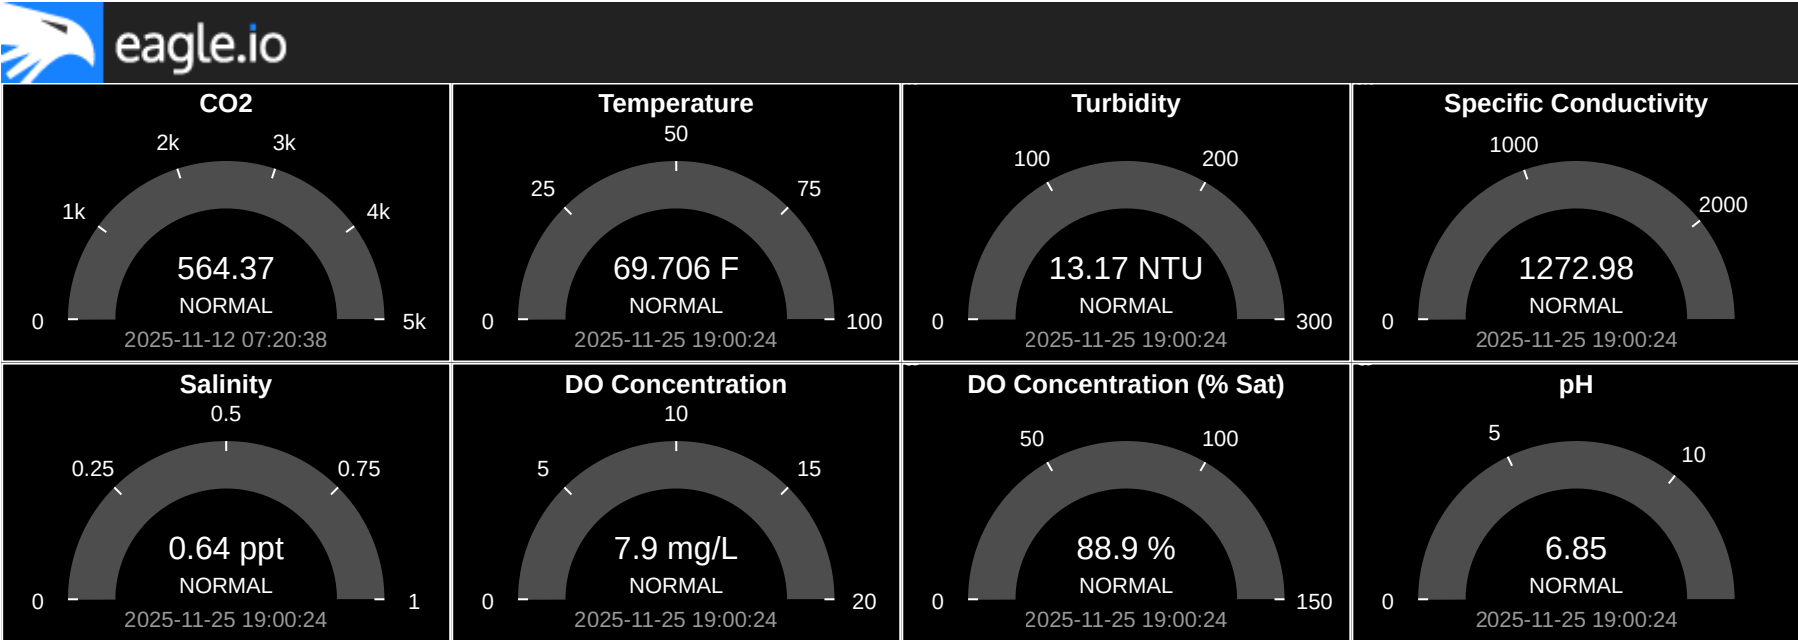 eagle.io
CO2
2k
3k
1k
4k
564.37
NORMAL
0
5k
2025-11-12 07:20:38
Temperature
50
25
75
69.706 F
NORMAL
0
100
2025-11-25 19:00:24
Turbidity
100
200
13.17 NTU
NORMAL
0
300
2025-11-25 19:00:24
Specific Conductivity
1000
2000
1272.98
NORMAL
0
2025-11-25 19:00:24
Salinity
0.5
0.25
0.75
0.64 ppt
NORMAL
0
1
2025-11-25 19:00:24
DO Concentration
10
5
15
7.9 mg/L
NORMAL
0
20
2025-11-25 19:00:24
DO Concentration (% Sat)
50
100
88.9 %
NORMAL
0
150
2025-11-25 19:00:24
pH
5
10
6.85
NORMAL
0
2025-11-25 19:00:24